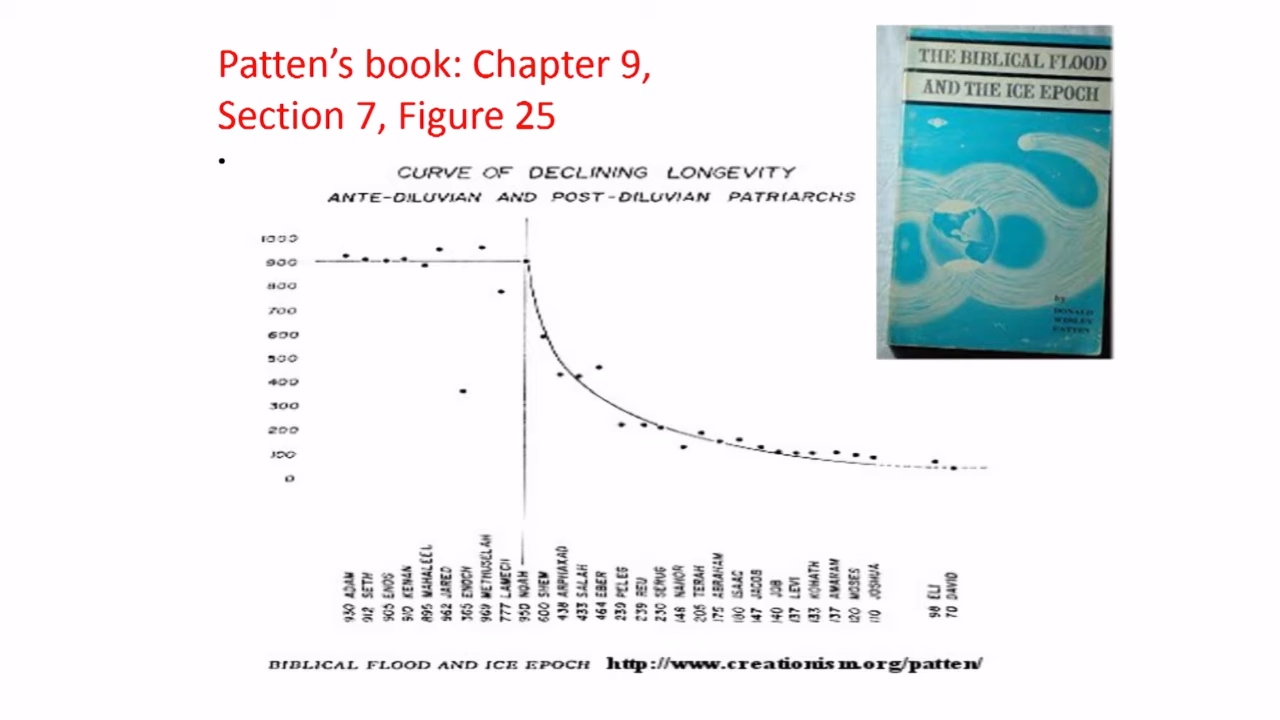 Patten's book: Chapter 9,
Section 7, Figure 25
•
THE BIBLICAL FLOOD
AND THE ICE EPOCH
by
DONALD
WESLEY
PATTEN
CURVE OF DECLINING LONGEVITY
ANTE-DILUVIAN AND POST-DILUVIAN PATRIARCHS
1000
900
800
700
600
500
400
300
200
100
0
930 ADAM
912 SETH
905 ENOS
910 KENAN
895 MAHALEEL
962 JARED
365 ENOCH
969 METHUSELAH
777 LAMECH
950 NOAH
600 SHEM
438 ARPHAXAD
433 SALAH
464 EBER
239 PELEG
239 REU
230 SERUG
148 NAHOR
205 TERAH
175 ABRAHAM
180 ISAAC
147 JACOB
140 JOB
137 LEVI
133 KOHATH
137 AMARAM
120 MOSES
110 JOSHUA
98 ELI
70 DAVID
BIBLICAL FLOOD AND ICE EPOCH http://www.creationism.org/patten/